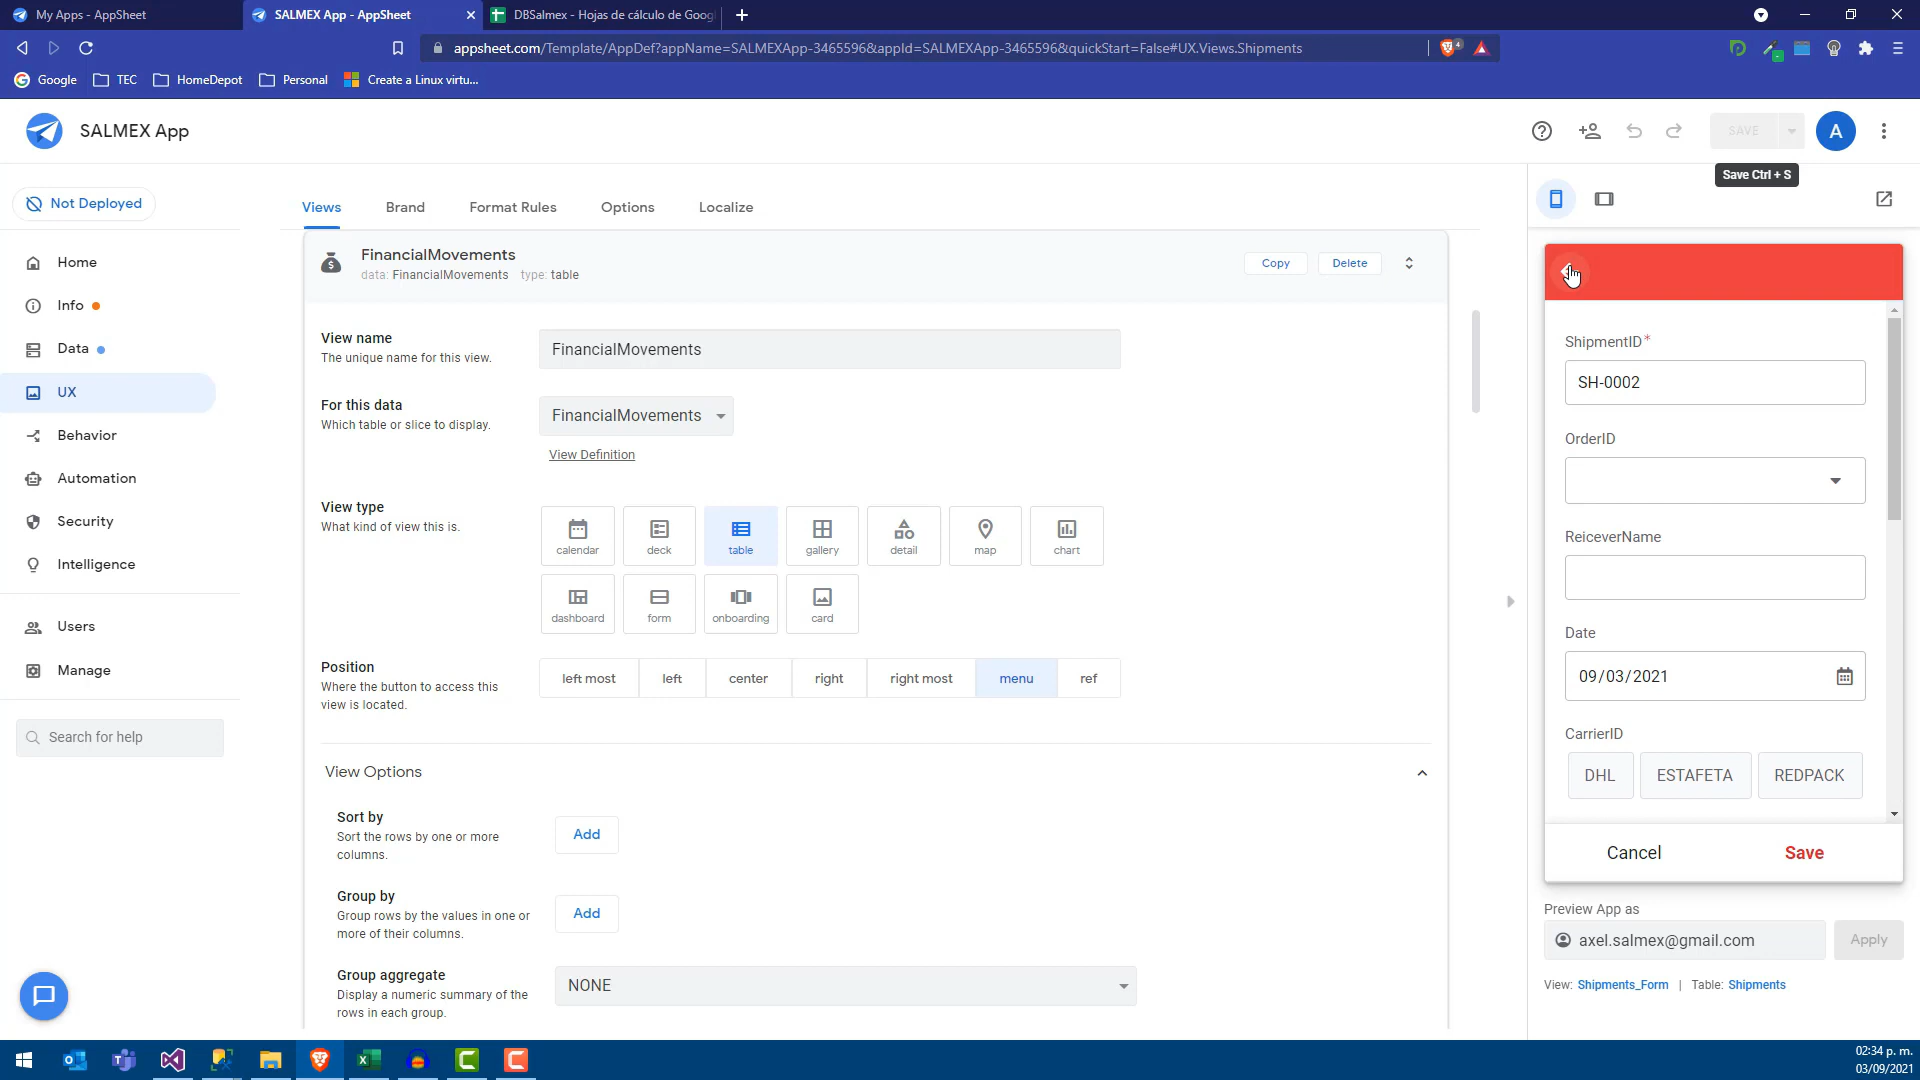 My Apps - AppSheet
SALMEX App - AppSheet
DBSalmex - Hojas de cálculo de Goog
appsheet.com/Template/AppDef?appName=SALMEXApp-3465596&appId=SALMEXApp-3465596&quickStart=False#UX.Views.Shipments
4
Google
TEC
HomeDepot
Personal
Create a Linux virtu...
SALMEX App
SAVE
A
Save Ctrl + S
Not Deployed
Home
Info
Data
UX
Behavior
Automation
Security
Intelligence
Users
Manage
Search for help
Views
Brand
Format Rules
Options
Localize
FinancialMovements
data: FinancialMovements type: table
Copy
Delete
View name
The unique name for this view.
FinancialMovements
For this data
Which table or slice to display.
FinancialMovements
View Definition
View type
What kind of view this is.
calendar
deck
table
gallery
detail
map
chart
dashboard
form
onboarding
card
Position
Where the button to access this
view is located.
left most
left
center
right
right most
menu
ref
View Options
Sort by
Sort the rows by one or more
columns.
Add
Group by
Group rows by the values in one or
more of their columns.
Add
Group aggregate
Display a numeric summary of the
rows in each group.
NONE
ShipmentID*
SH-0002
OrderID
ReiceverName
Date
09/03/2021
CarrierID
DHL
ESTAFETA
REDPACK
Cancel
Save
Preview App as
axel.salmex@gmail.com
Apply
View: Shipments_Form | Table: Shipments
02:34 p. m.
03/09/2021